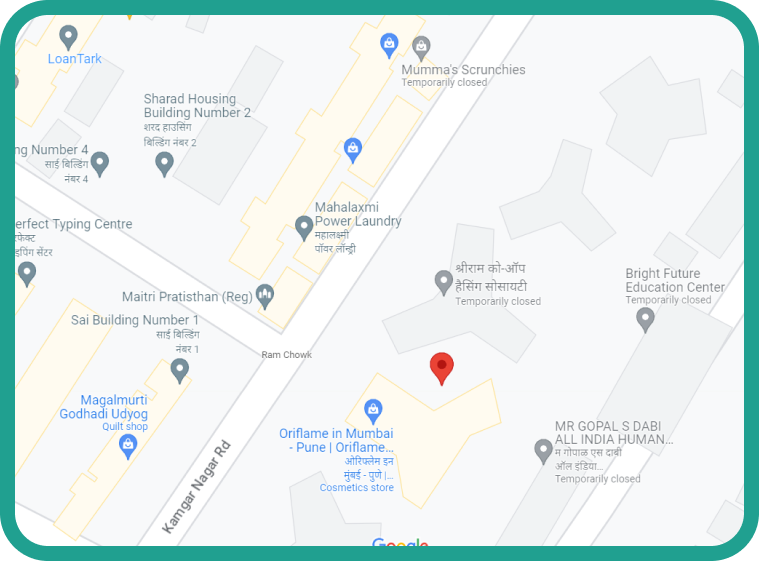 LoanTark
Mumma's Scrunchies
Temporarily closed
Sharad Housing
Building Number 2
शरद हाउसिंग
बिल्डिंग नंबर 2
ng Number 4
साई बिल्डिंग
नंबर 4
Mahalaxmi
Power Laundry
महालक्ष्मी
पॉवर लॉन्ड्री
erfect Typing Centre
रफेक्ट
इपिंग सेंटर
श्रीराम को-ऑप
हैसिंग सोसायटी
Temporarily closed
Bright Future
Education Center
Temporarily closed
Maitri Pratisthan (Reg)
Sai Building Number 1
साई बिल्डिंग
नंबर 1
Ram Chowk
Magalmurti
Godhadi Udyog
Quilt shop
Oriflame in Mumbai
- Pune | Oriflame...
ओरिफ्लेम इन
मुंबई - पुणे |...
Cosmetics store
MR GOPAL S DABI
ALL INDIA HUMAN...
म गोपाळ एस दाबी
ऑल इंडिया...
Temporarily closed
Kamgar Nagar Rd
Google